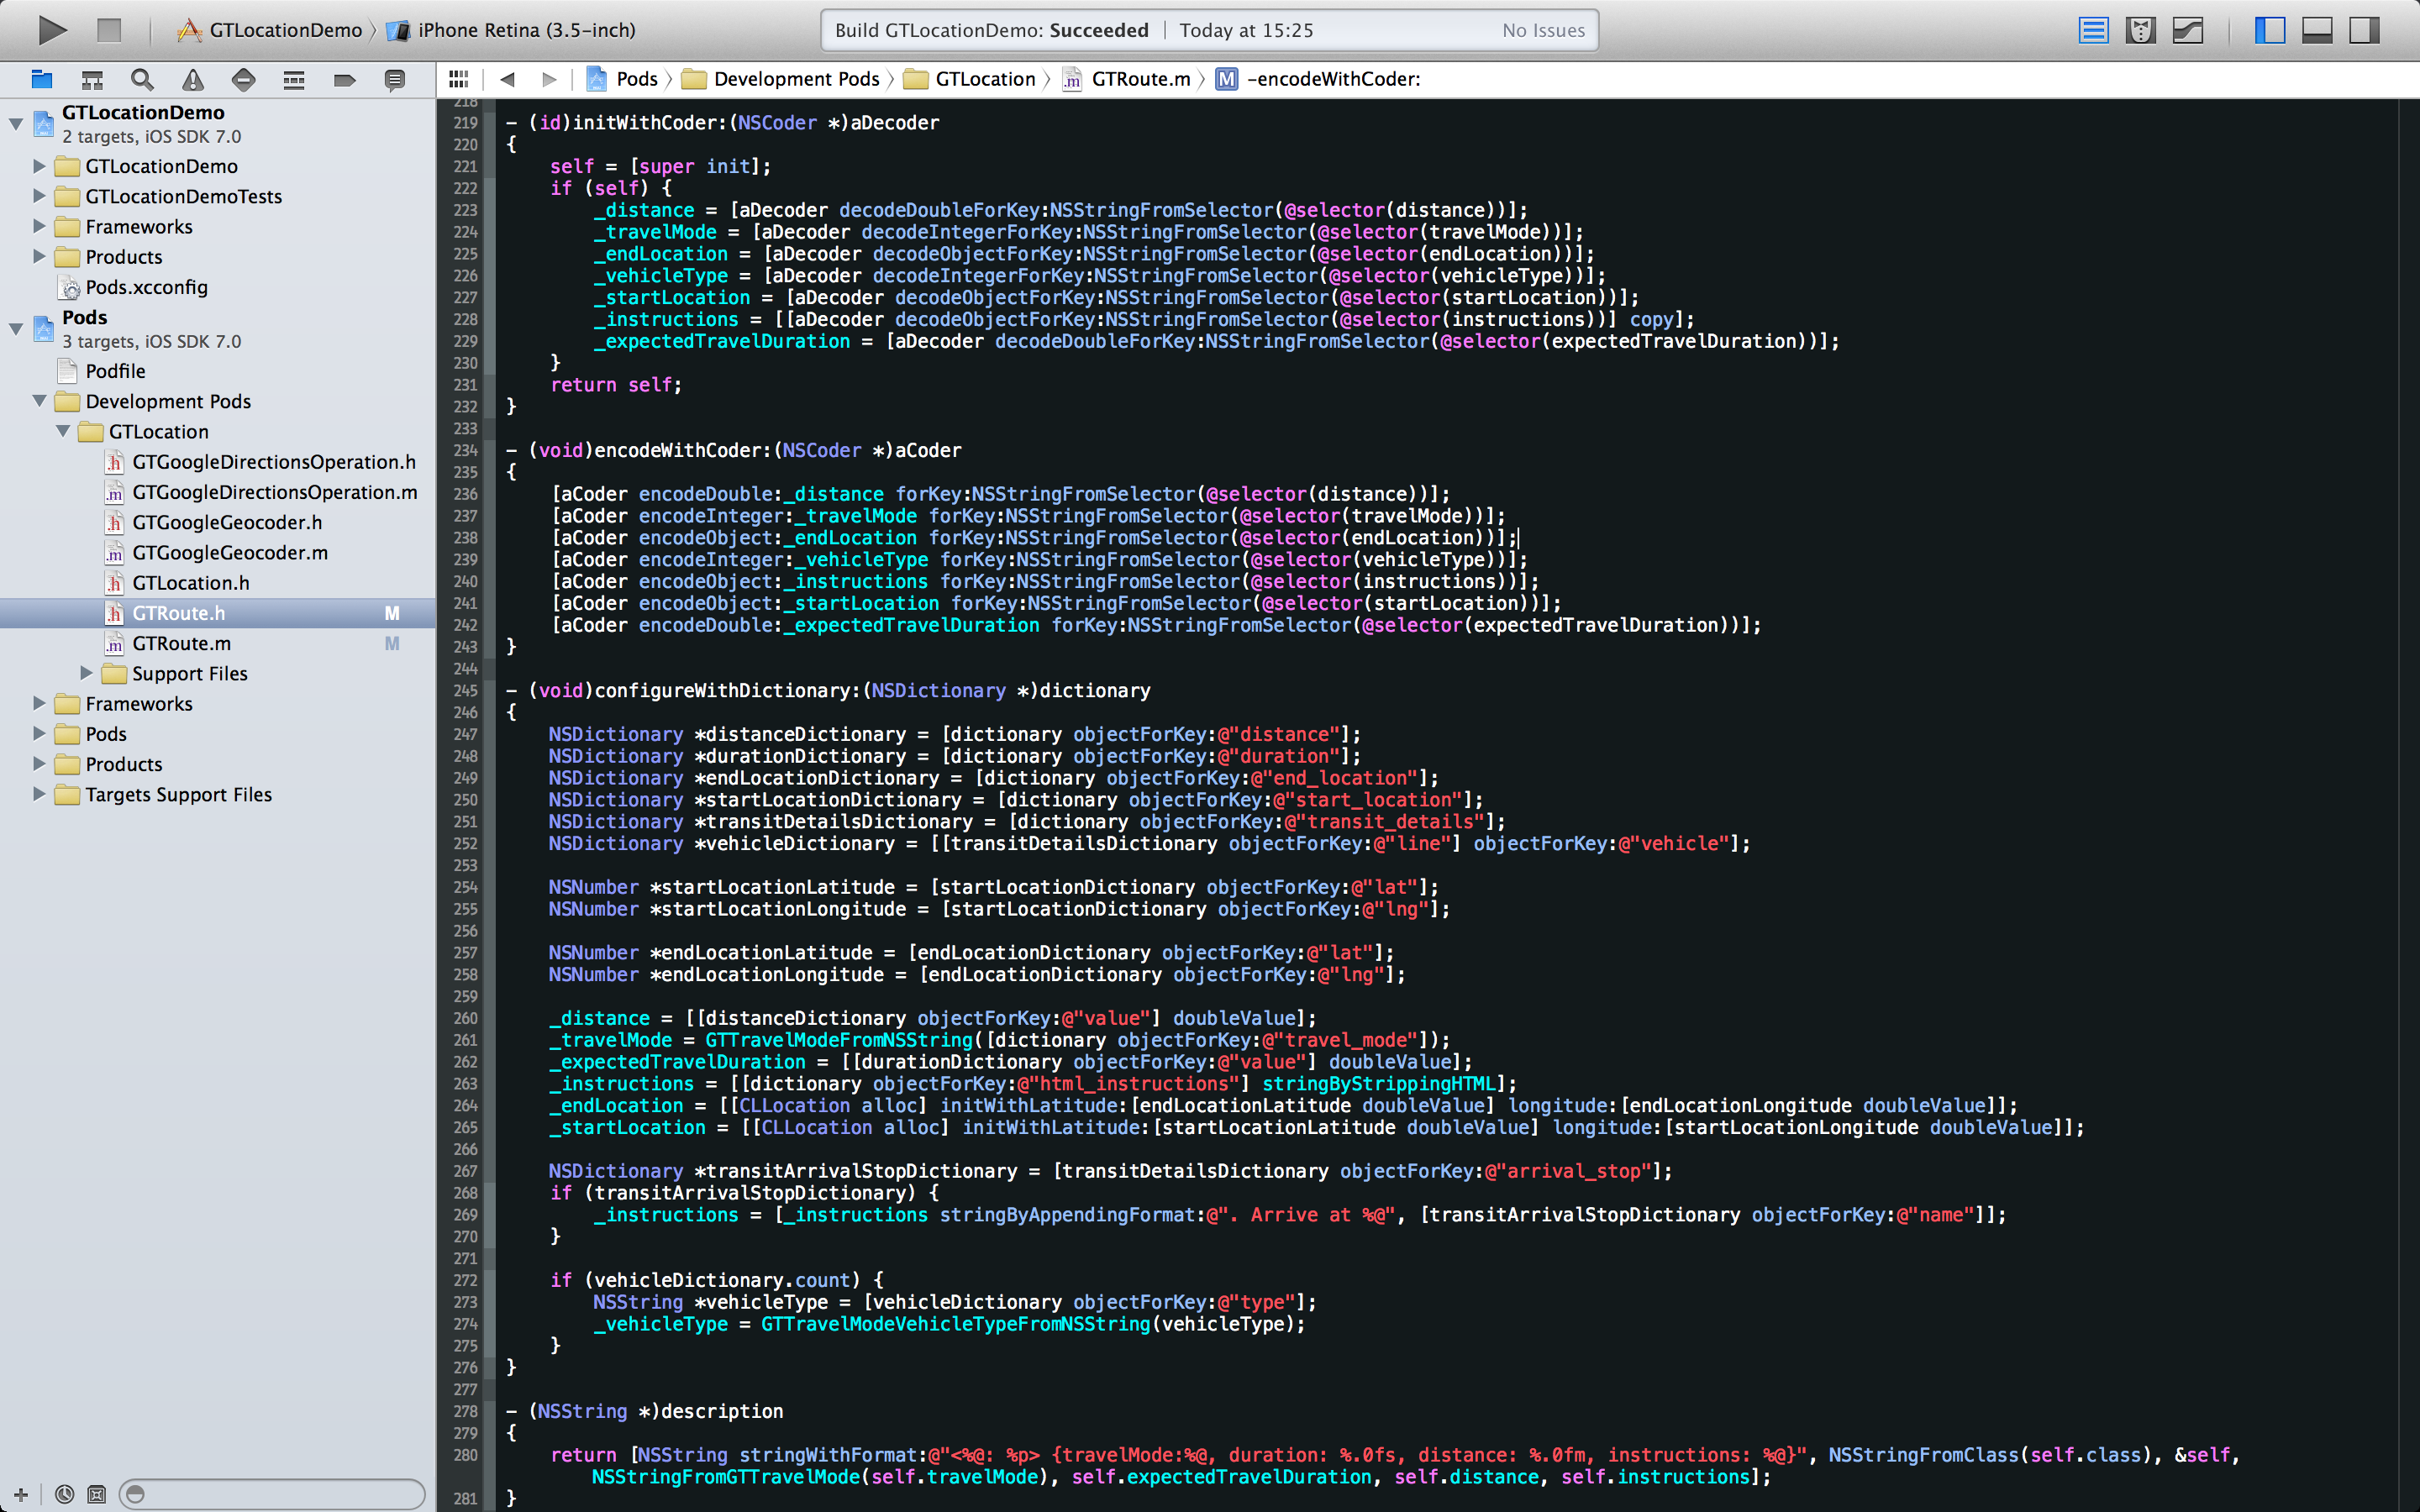 GTLocationDemo iPhone Retina (3.5-inch)
Build GTLocationDemo: Succeeded Today at 15:25 No Issues
Pods Development Pods GTLocation GTRoute.m M -encodeWithCoder:
GTLocationDemo
2 targets, iOS SDK 7.0
GTLocationDemo
GTLocationDemoTests
Frameworks
Products
Pods.xcconfig
Pods
3 targets, iOS SDK 7.0
Podfile
Development Pods
GTLocation
.h GTGoogleDirectionsOperation.h
.m GTGoogleDirectionsOperation.m
.h GTGoogleGeocoder.h
.m GTGoogleGeocoder.m
.h GTLocation.h
.h GTRoute.h M
.m GTRoute.m M
Support Files
Frameworks
Pods
Products
Targets Support Files
218
219 - (id)initWithCoder:(NSCoder *)aDecoder
220 {
221 self = [super init];
222 if (self) {
223 _distance = [aDecoder decodeDoubleForKey:NSStringFromSelector(@selector(distance))];
224 _travelMode = [aDecoder decodeIntegerForKey:NSStringFromSelector(@selector(travelMode))];
225 _endLocation = [aDecoder decodeObjectForKey:NSStringFromSelector(@selector(endLocation))];
226 _vehicleType = [aDecoder decodeIntegerForKey:NSStringFromSelector(@selector(vehicleType))];
227 _startLocation = [aDecoder decodeObjectForKey:NSStringFromSelector(@selector(startLocation))];
228 _instructions = [[aDecoder decodeObjectForKey:NSStringFromSelector(@selector(instructions))] copy];
229 _expectedTravelDuration = [aDecoder decodeDoubleForKey:NSStringFromSelector(@selector(expectedTravelDuration))];
230 }
231 return self;
232 }
233
234 - (void)encodeWithCoder:(NSCoder *)aCoder
235 {
236 [aCoder encodeDouble:_distance forKey:NSStringFromSelector(@selector(distance))];
237 [aCoder encodeInteger:_travelMode forKey:NSStringFromSelector(@selector(travelMode))];
238 [aCoder encodeObject:_endLocation forKey:NSStringFromSelector(@selector(endLocation))];
239 [aCoder encodeInteger:_vehicleType forKey:NSStringFromSelector(@selector(vehicleType))];
240 [aCoder encodeObject:_instructions forKey:NSStringFromSelector(@selector(instructions))];
241 [aCoder encodeObject:_startLocation forKey:NSStringFromSelector(@selector(startLocation))];
242 [aCoder encodeDouble:_expectedTravelDuration forKey:NSStringFromSelector(@selector(expectedTravelDuration))];
243 }
244
245 - (void)configureWithDictionary:(NSDictionary *)dictionary
246 {
247 NSDictionary *distanceDictionary = [dictionary objectForKey:@"distance"];
248 NSDictionary *durationDictionary = [dictionary objectForKey:@"duration"];
249 NSDictionary *endLocationDictionary = [dictionary objectForKey:@"end_location"];
250 NSDictionary *startLocationDictionary = [dictionary objectForKey:@"start_location"];
251 NSDictionary *transitDetailsDictionary = [dictionary objectForKey:@"transit_details"];
252 NSDictionary *vehicleDictionary = [[transitDetailsDictionary objectForKey:@"line"] objectForKey:@"vehicle"];
253
254 NSNumber *startLocationLatitude = [startLocationDictionary objectForKey:@"lat"];
255 NSNumber *startLocationLongitude = [startLocationDictionary objectForKey:@"lng"];
256
257 NSNumber *endLocationLatitude = [endLocationDictionary objectForKey:@"lat"];
258 NSNumber *endLocationLongitude = [endLocationDictionary objectForKey:@"lng"];
259
260 _distance = [[distanceDictionary objectForKey:@"value"] doubleValue];
261 _travelMode = GTTravelModeFromNSString([dictionary objectForKey:@"travel_mode"]);
262 _expectedTravelDuration = [[durationDictionary objectForKey:@"value"] doubleValue];
263 _instructions = [[dictionary objectForKey:@"html_instructions"] stringByStrippingHTML];
264 _endLocation = [[CLLocation alloc] initWithLatitude:[endLocationLatitude doubleValue] longitude:[endLocationLongitude doubleValue]];
265 _startLocation = [[CLLocation alloc] initWithLatitude:[startLocationLatitude doubleValue] longitude:[startLocationLongitude doubleValue]];
266
267 NSDictionary *transitArrivalStopDictionary = [transitDetailsDictionary objectForKey:@"arrival_stop"];
268 if (transitArrivalStopDictionary) {
269 _instructions = [_instructions stringByAppendingFormat:@". Arrive at %@", [transitArrivalStopDictionary objectForKey:@"name"]];
270 }
271
272 if (vehicleDictionary.count) {
273 NSString *vehicleType = [vehicleDictionary objectForKey:@"type"];
274 _vehicleType = GTTravelModeVehicleTypeFromNSString(vehicleType);
275 }
276 }
277
278 - (NSString *)description
279 {
280 return [NSString stringWithFormat:@"<%@: %p> {travelMode:%@, duration: %.0fs, distance: %.0fm, instructions: %@}", NSStringFromClass(self.class), &self,
NSStringFromGTTravelMode(self.travelMode), self.expectedTravelDuration, self.distance, self.instructions];
281 }